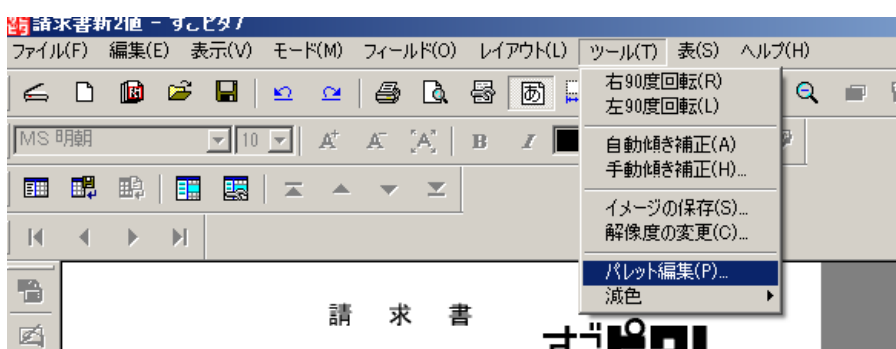 請求書新2値 - すごピタ7
ファイル(F) 編集(E) 表示(V) モード(M) フィールド(O) レイアウト(L) ツール(T) 表(S) ヘルプ(H)
右90度回転(R)
左90度回転(L)
あ
MS 明朝 10 A A [A] B I
自動傾き補正(A)
手動傾き補正(H)...
イメージの保存(S)...
解像度の変更(C)...
パレット編集(P)...
減色
請 求 書